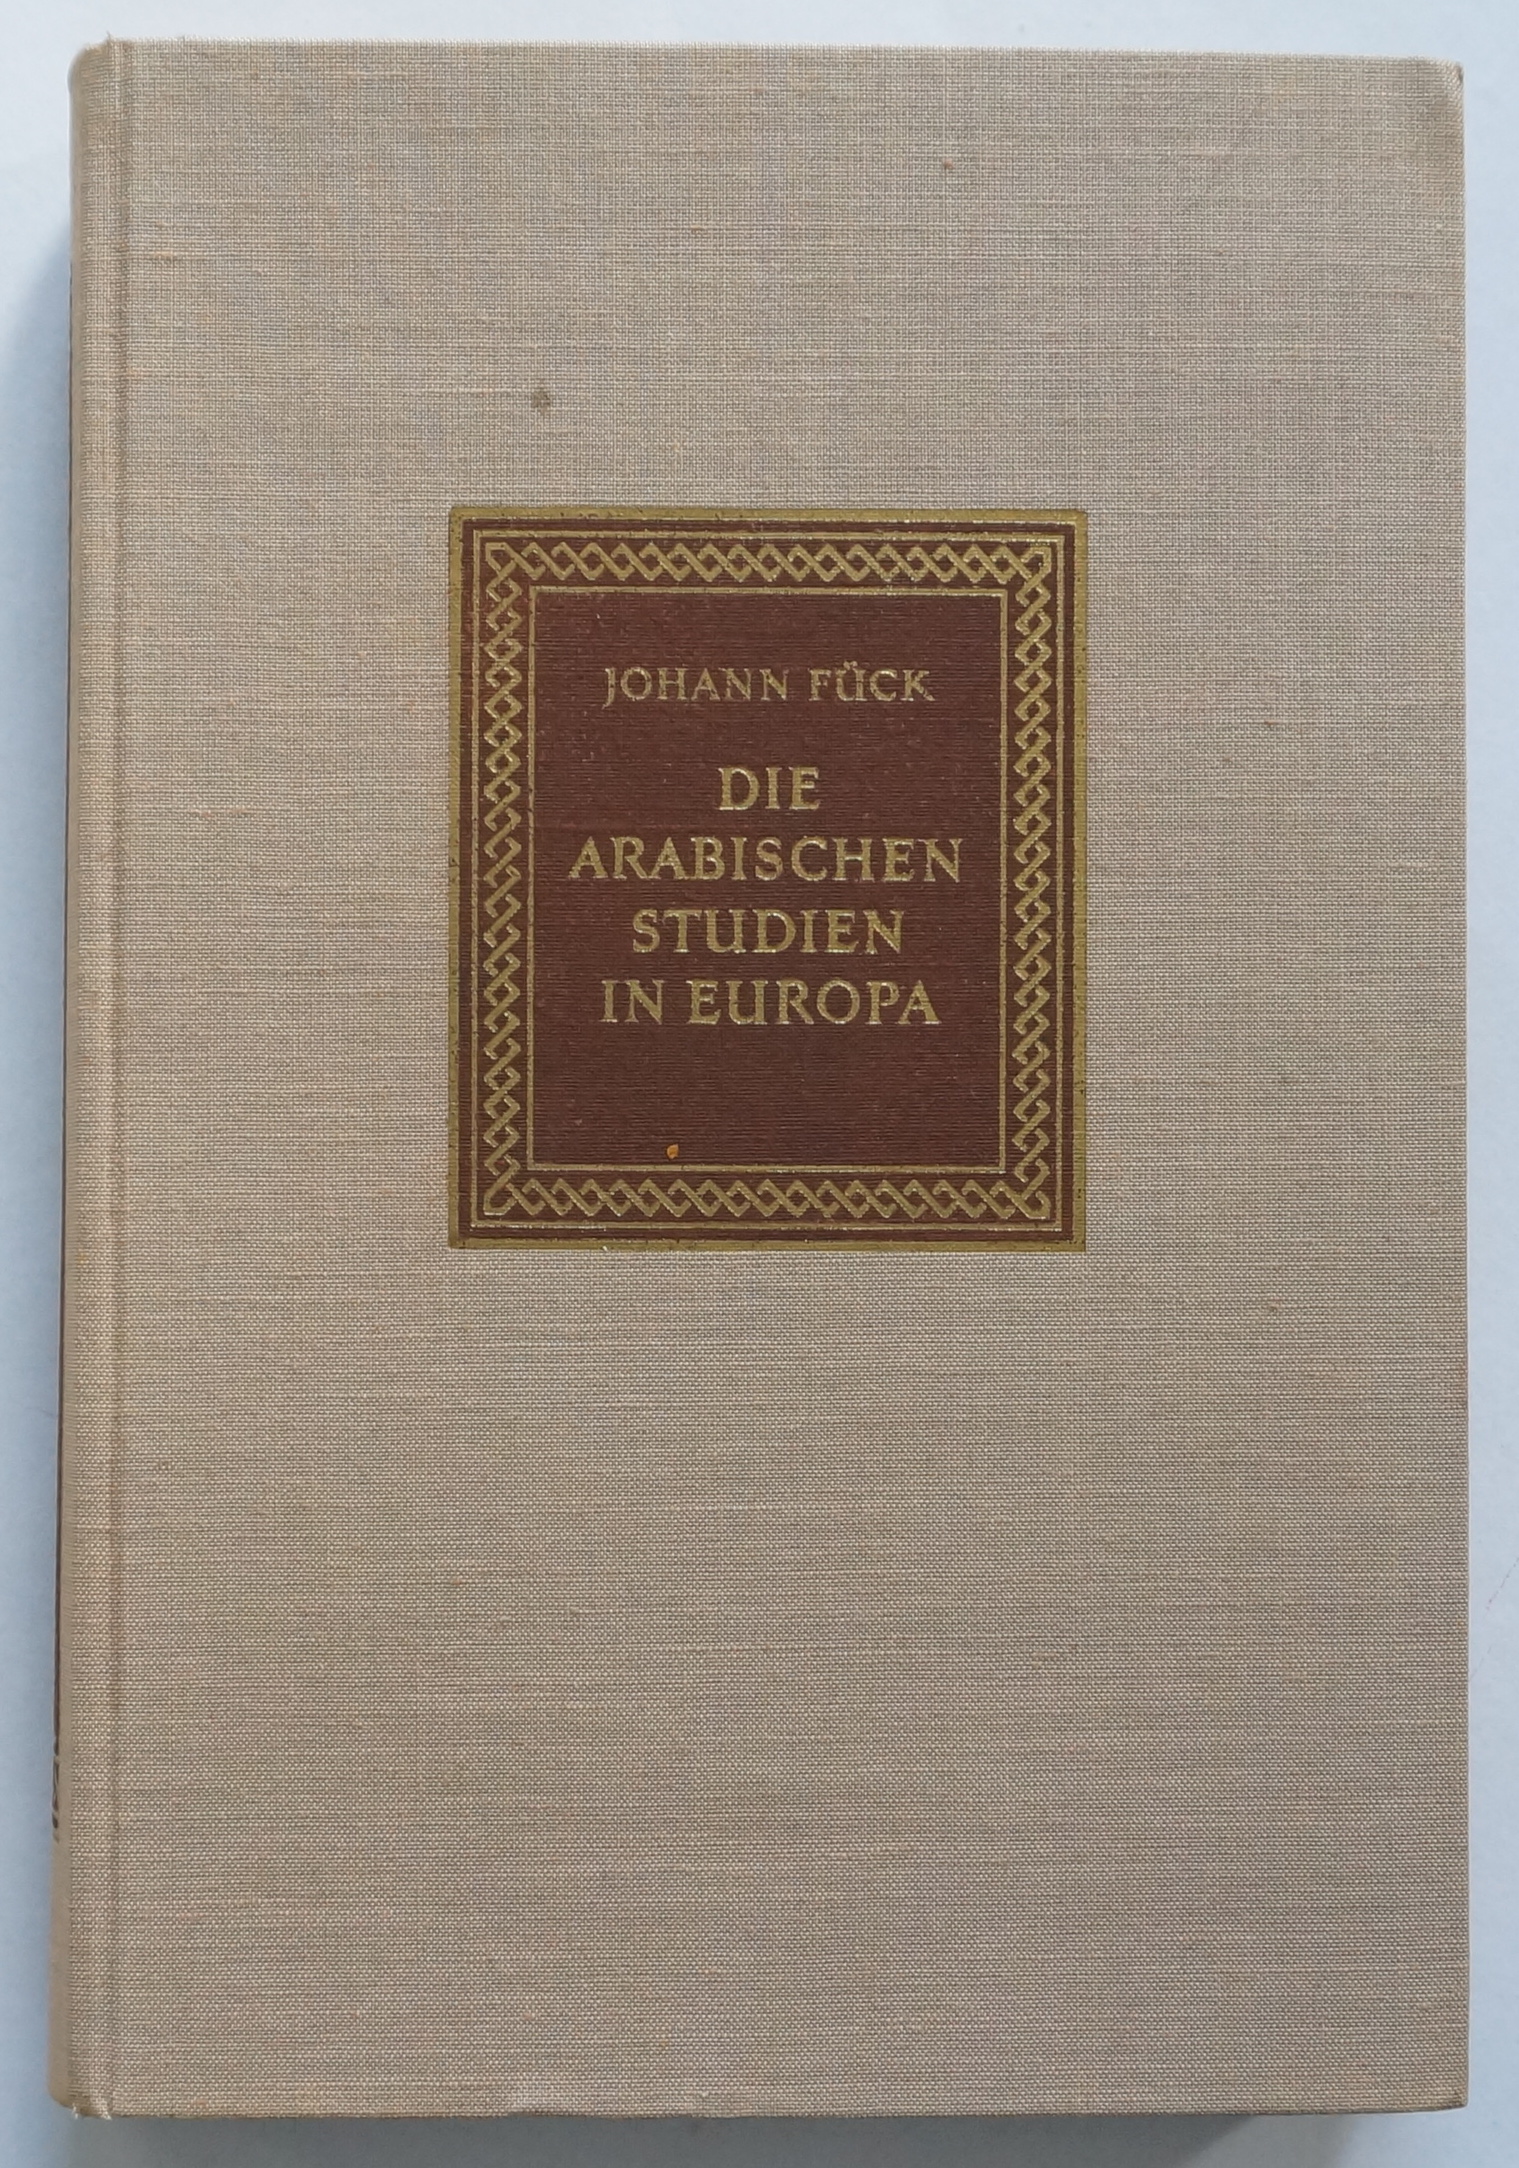 JOHANN FÜCK
DIE
ARABISCHEN
STUDIEN
IN EUROPA